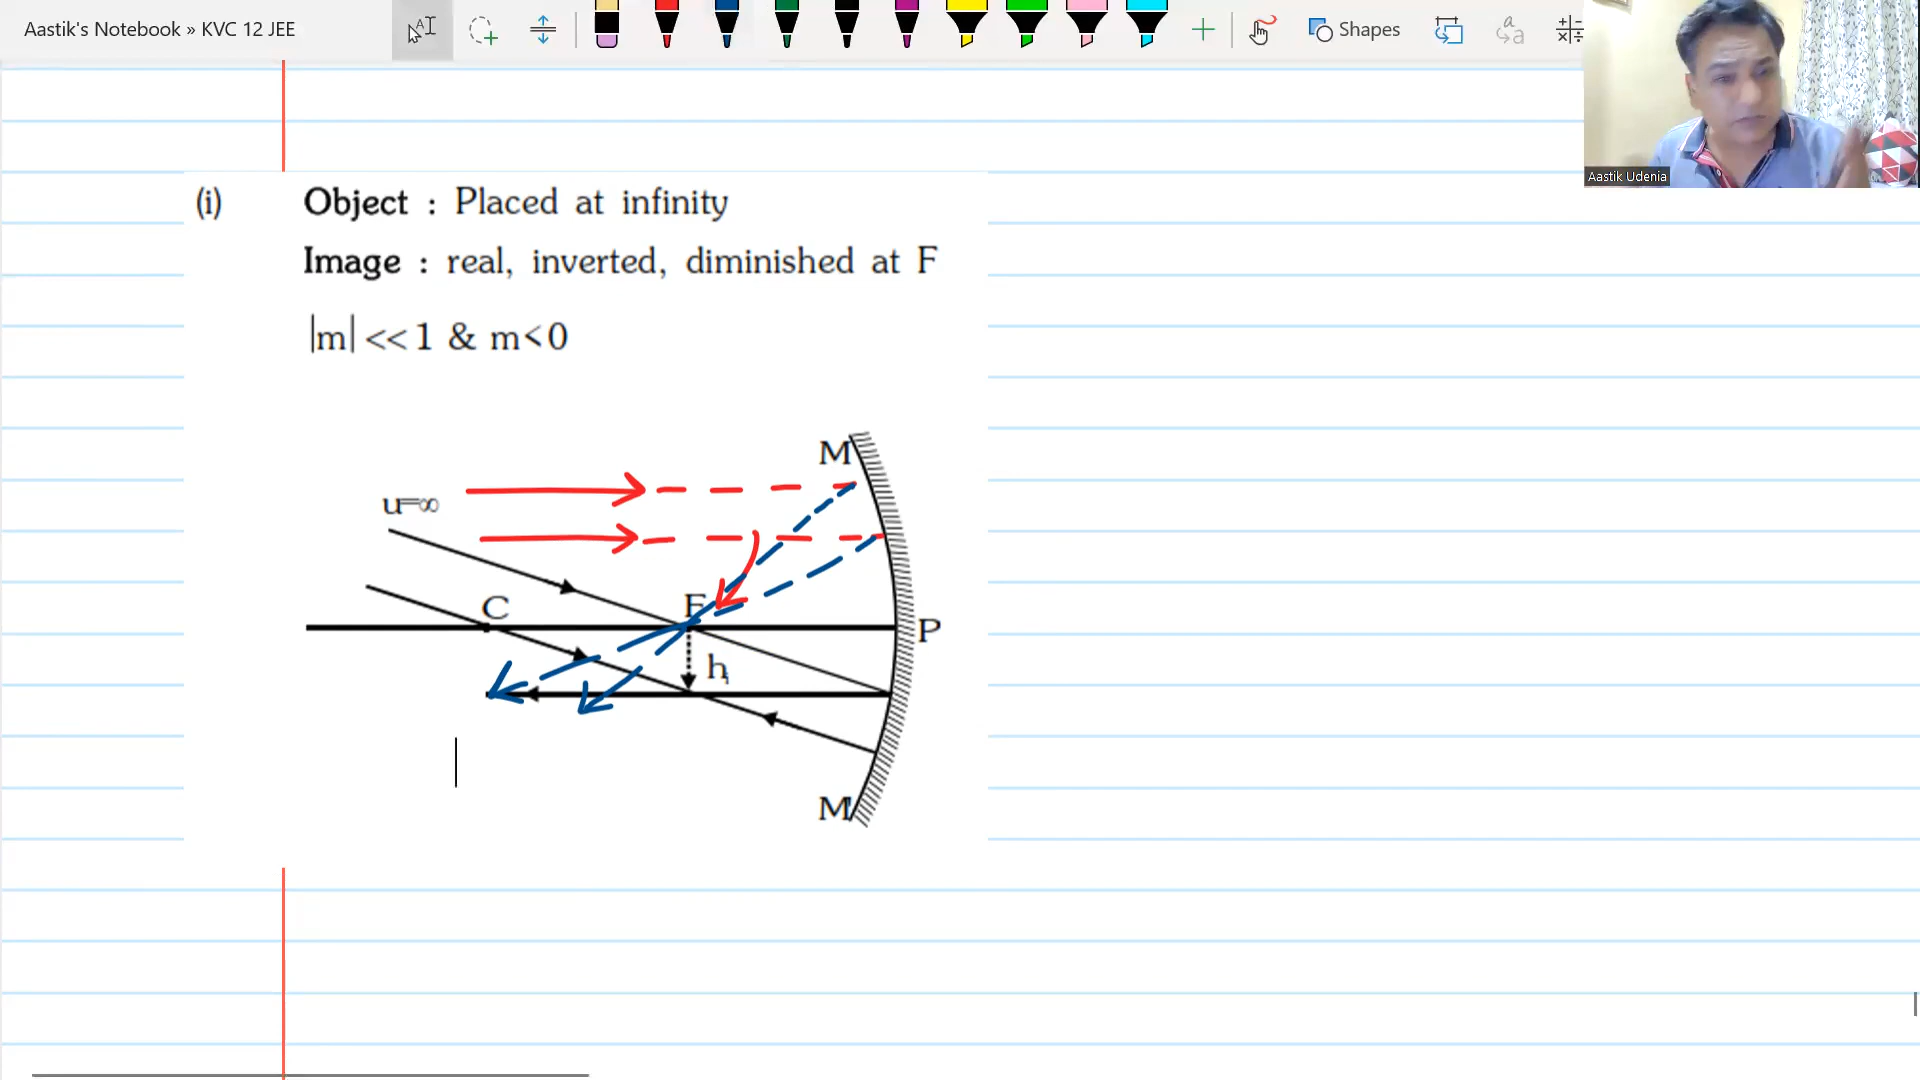 Aastik's Notebook » KVC 12 JEE
Shapes
Aastik Udenia
(i) Object : Placed at infinity
Image : real, inverted, diminished at F
|m| << 1 & m<0
M
u=∞
C
F
P
hᵢ
M'